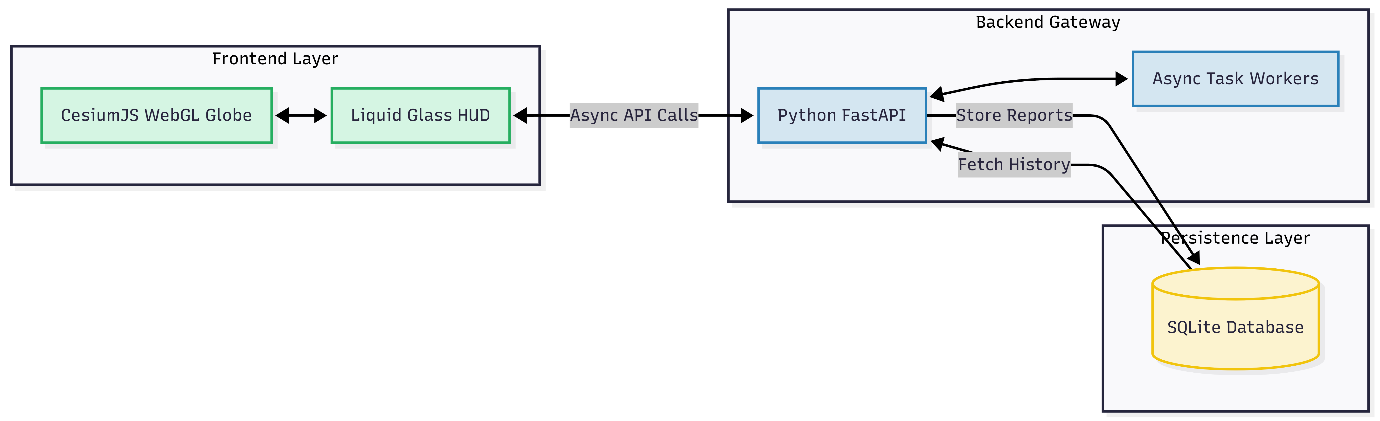 Backend Gateway
Frontend Layer
Async Task Workers
CesiumJS WebGL Globe
Liquid Glass HUD
Async API Calls
Python FastAPI
Store Reports
Fetch History
Persistence Layer
SQLite Database